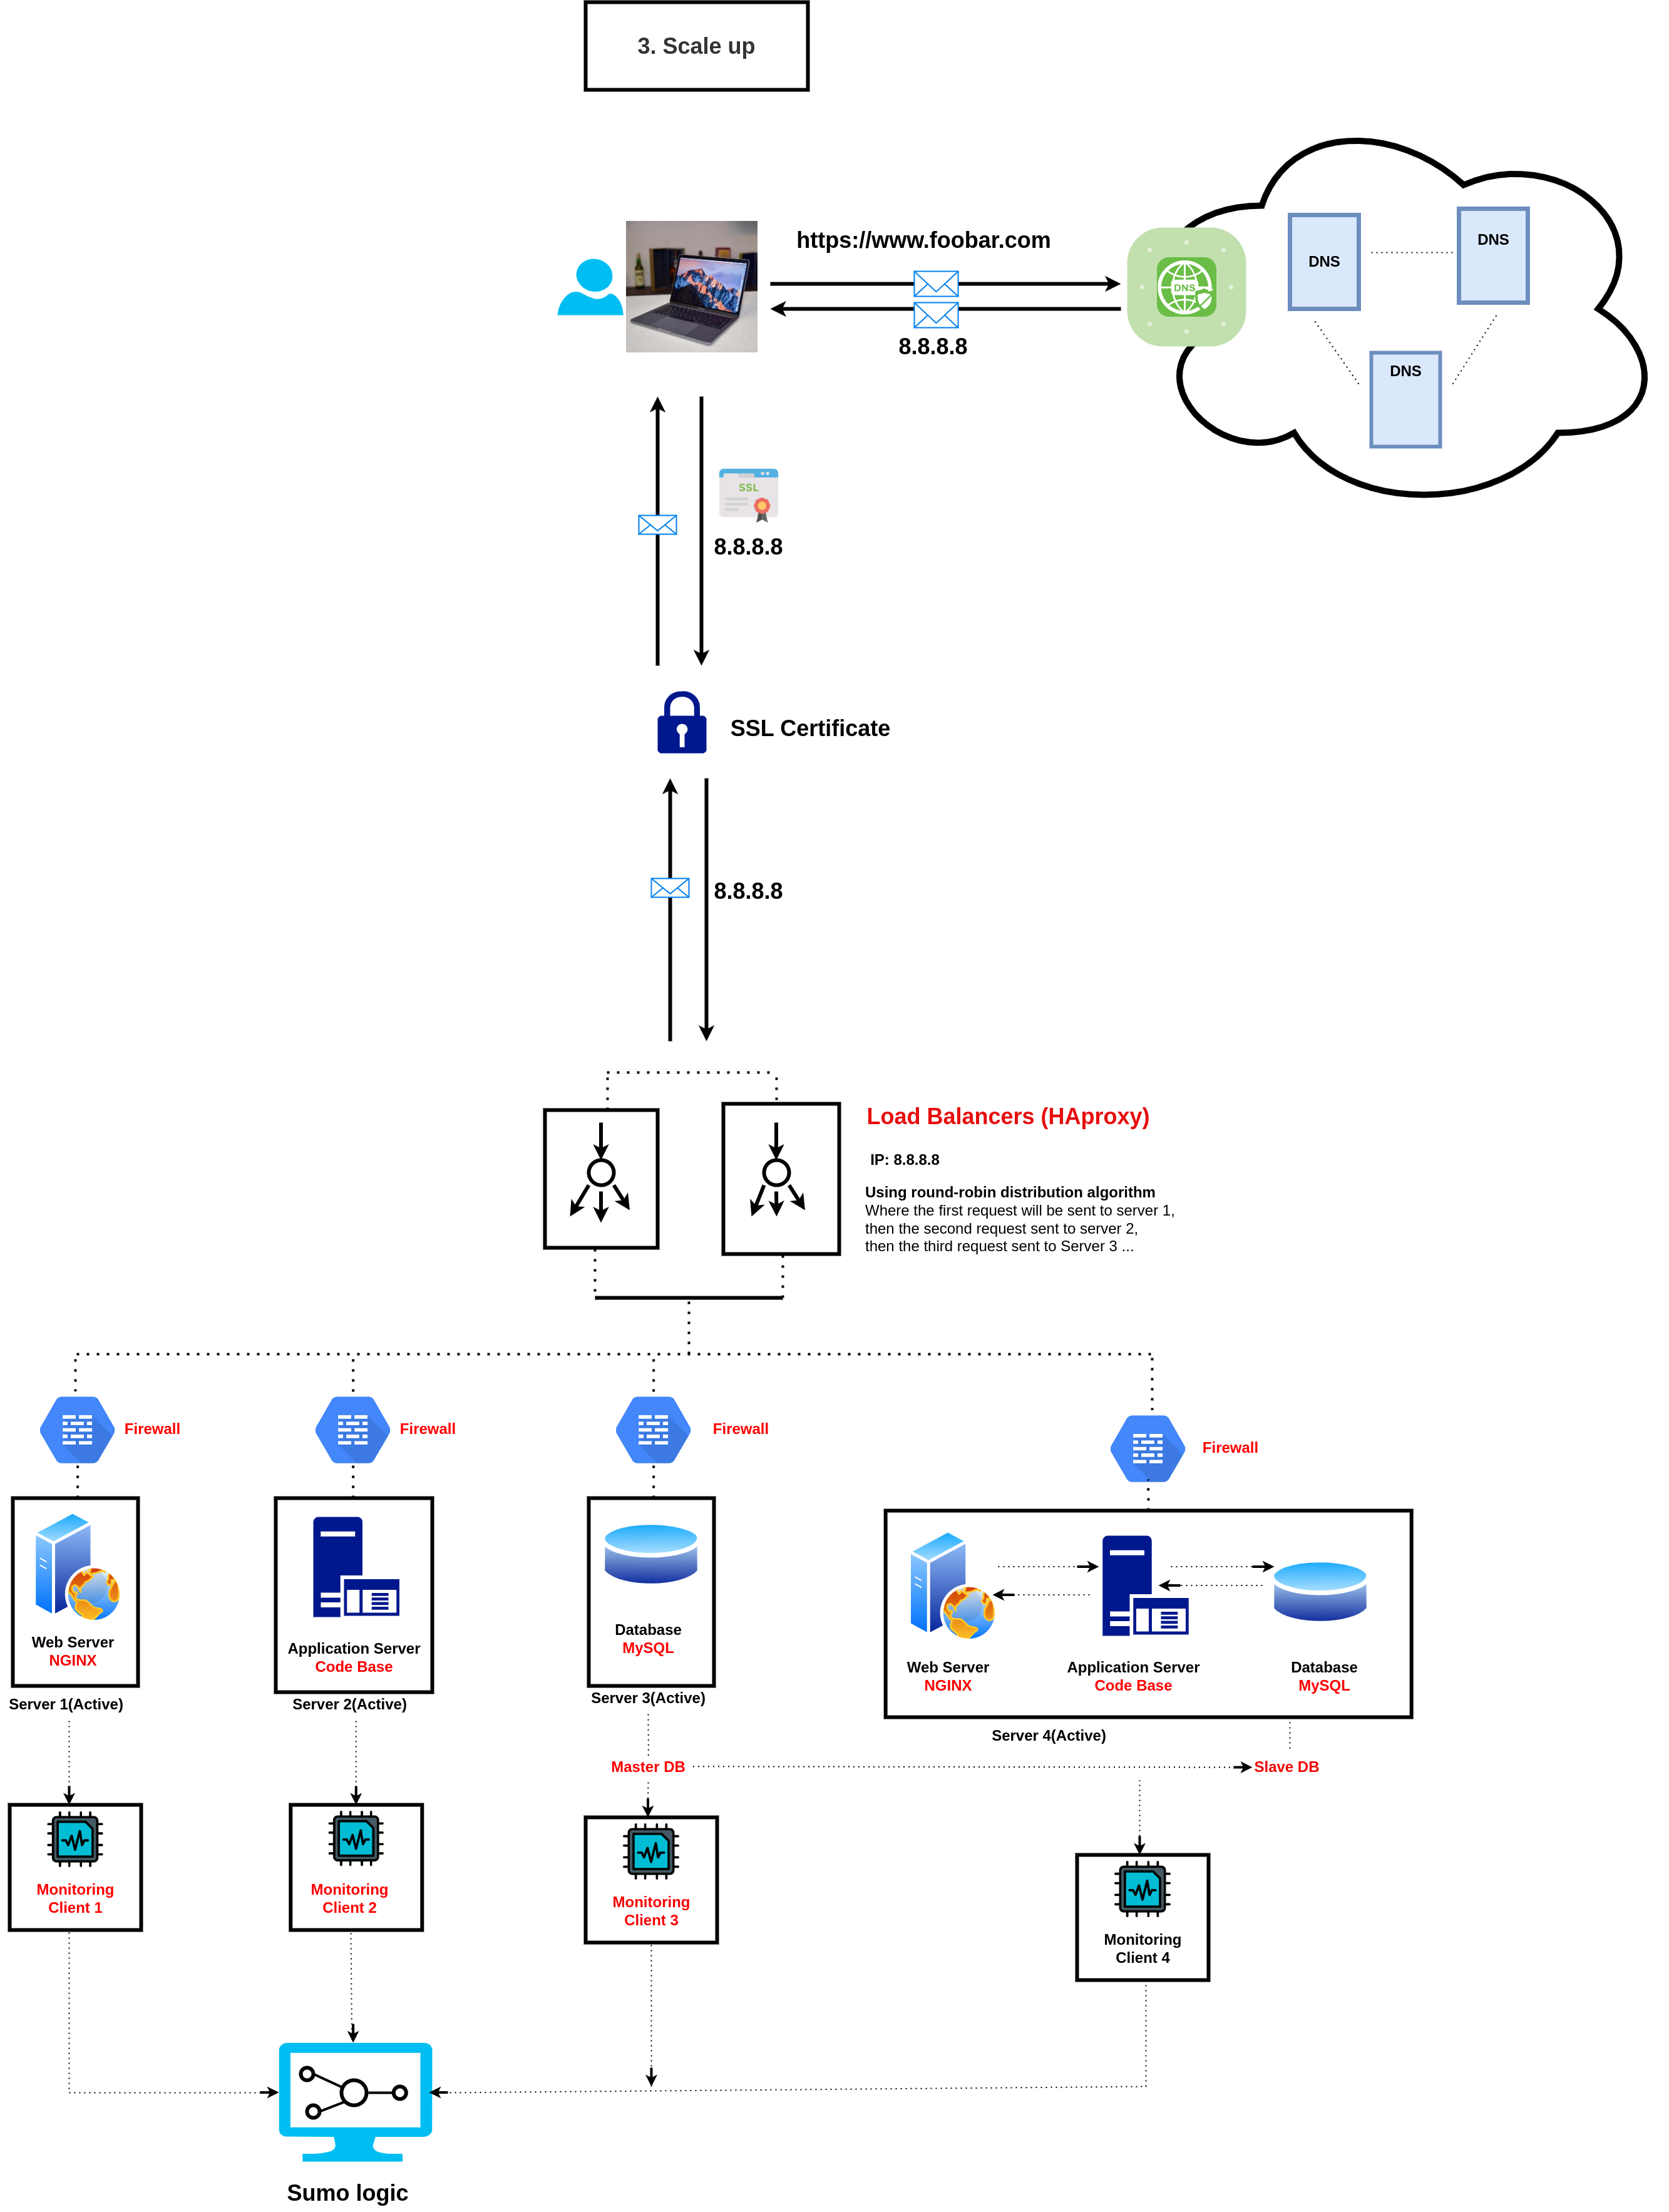 3. Scale up
https://www.foobar.com
8.8.8.8
DNS
DNS
DNS
DNS
SSL
8.8.8.8
SSL Certificate
8.8.8.8
Load Balancers (HAproxy)
IP: 8.8.8.8
Using round-robin distribution algorithm
Where the first request will be sent to server 1,
then the second request sent to server 2,
then the third request sent to Server 3 ...
Firewall
Firewall
Firewall
Firewall
Web Server
NGINX
Server 1(Active)
Application Server
Code Base
Server 2(Active)
Database
MySQL
Server 3(Active)
Web Server
NGINX
Application Server
Code Base
Database
MySQL
Server 4(Active)
Master DB
Slave DB
Monitoring
Client 1
Monitoring
Client 2
Monitoring
Client 3
Monitoring
Client 4
Sumo logic